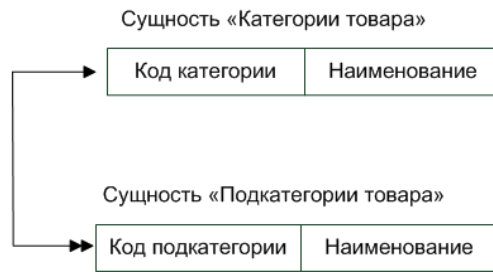 Сущность «Категории товара»
Код категории Наименование
Сущность «Подкатегории товара»
Код подкатегории Наименование